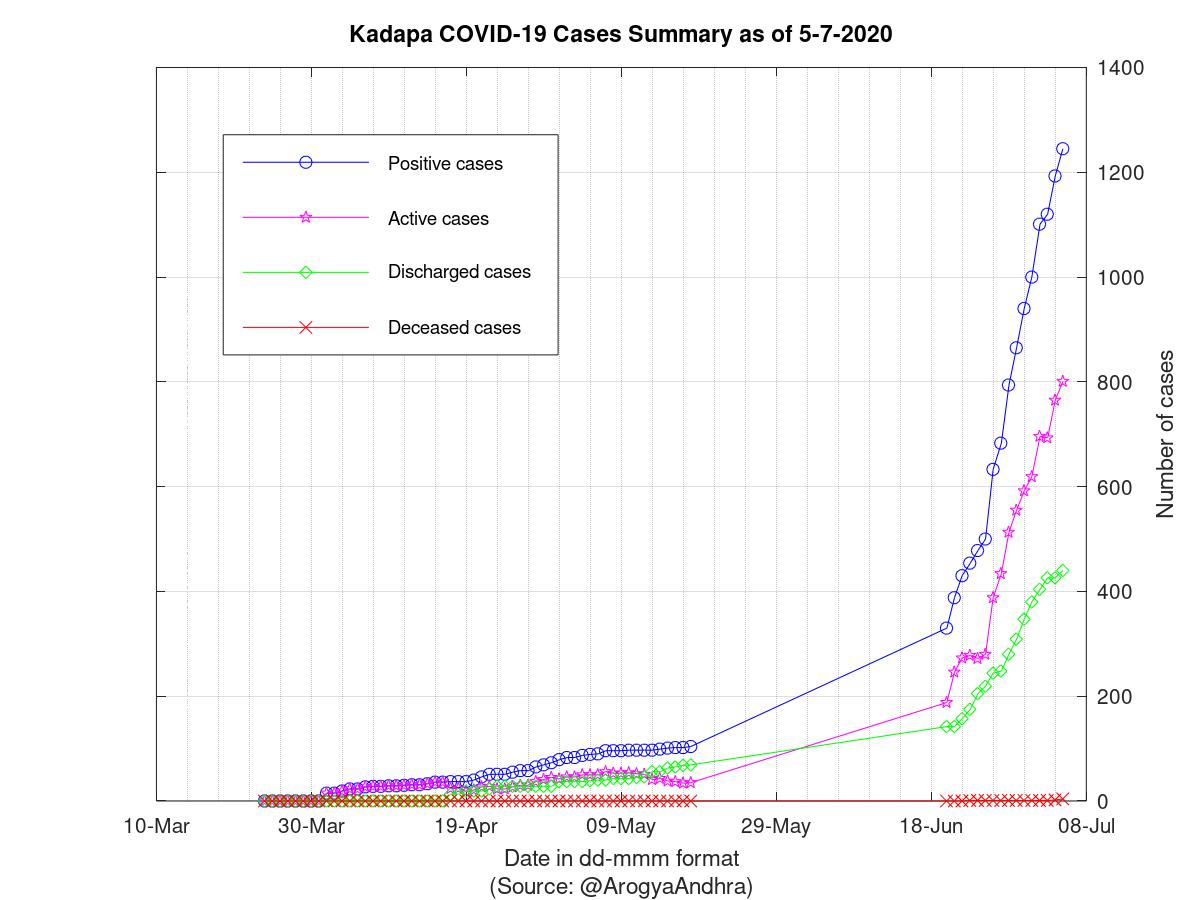 Kadapa COVID-19 Cases Summary as of 5-7-2020
Positive cases
Active cases
Discharged cases
Deceased cases
1400
1200
1000
800
600
400
200
0
Number of cases
10-Mar 30-Mar 19-Apr 09-May 29-May 18-Jun 08-Jul
Date in dd-mmm format
(Source: @ArogyaAndhra)